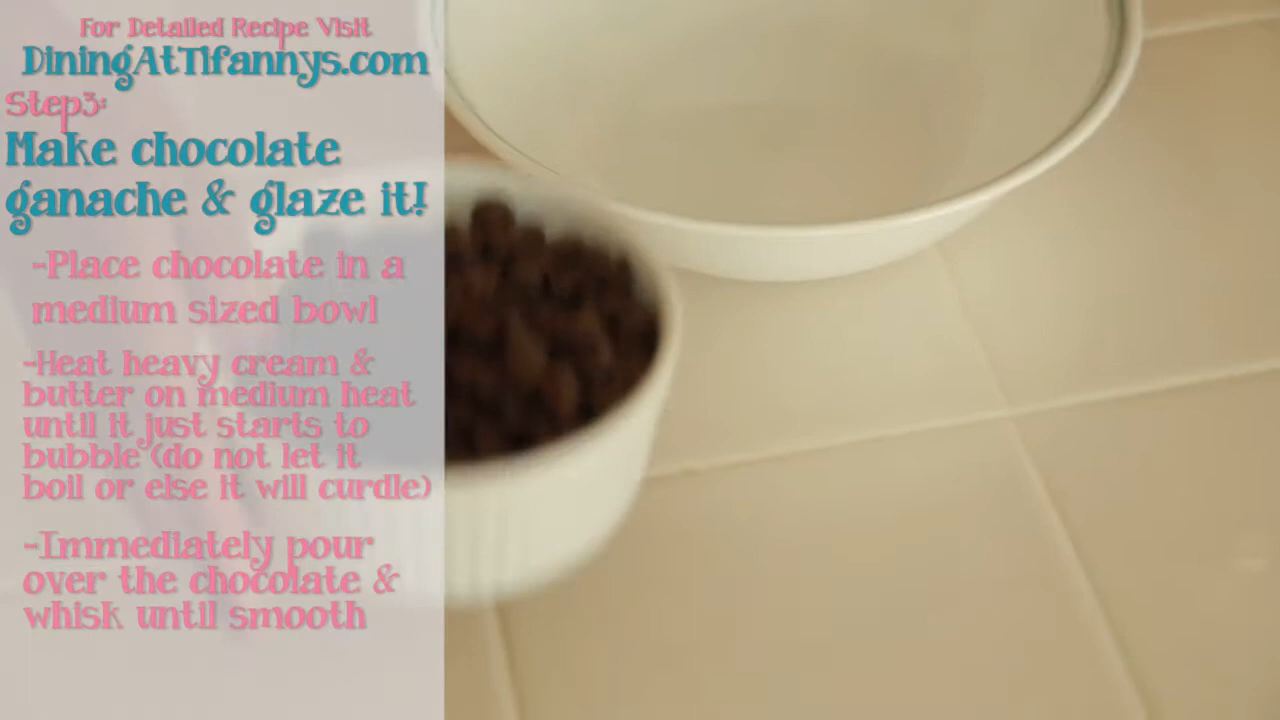 For Detailed Recipe Visit
DiningAtTifannys.com
Step3:
Make chocolate
ganache & glaze it!
-Place chocolate in a
medium sized bowl
-Heat heavy cream &
butter on medium heat
until it just starts to
bubble (do not let it
boil or else it will curdle)
-Immediately pour
over the chocolate &
whisk until smooth